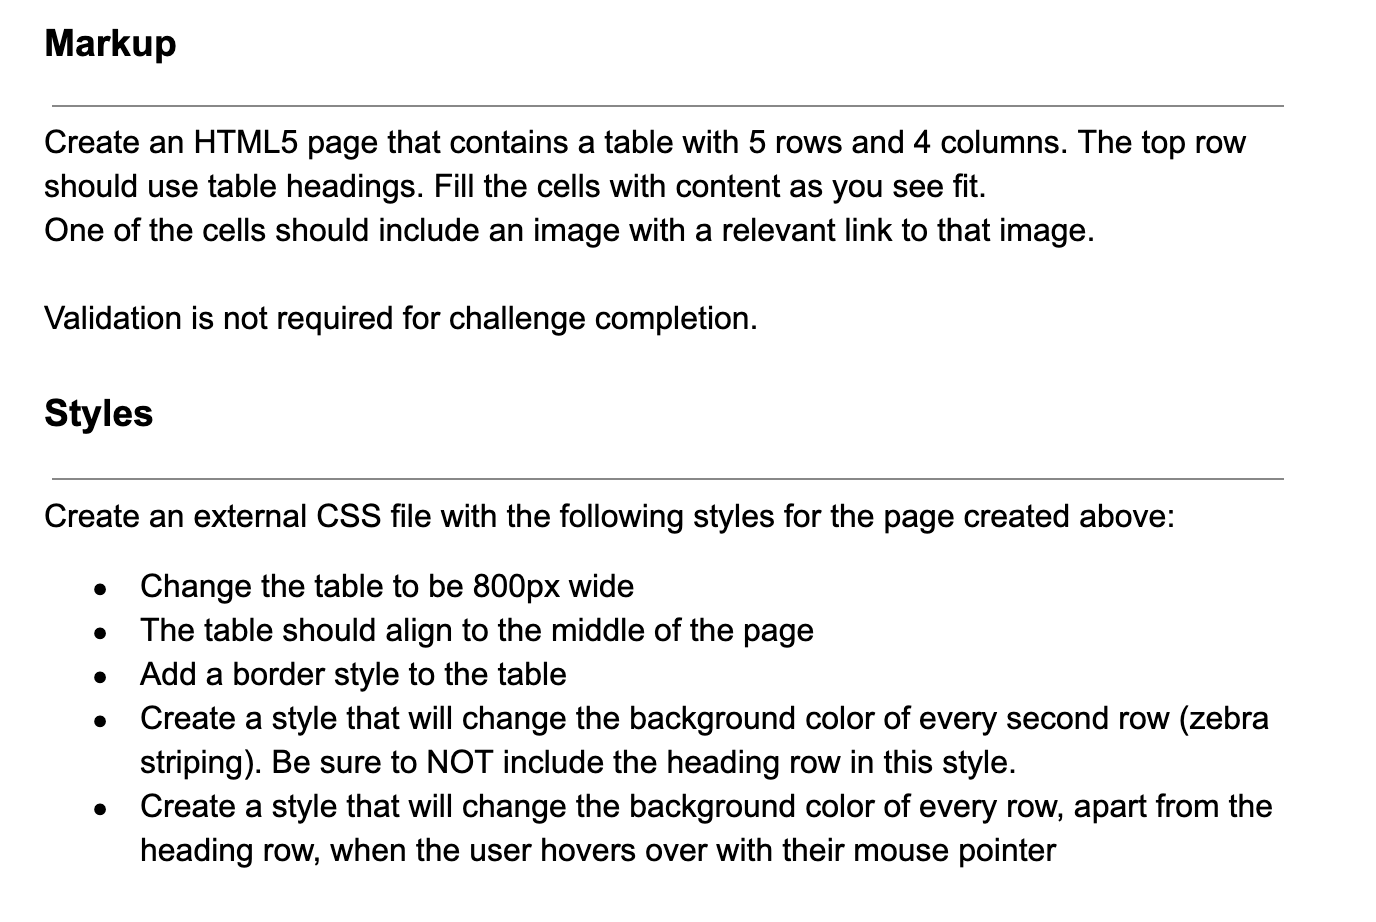 Markup
Create an HTML5 page that contains a table with 5 rows and 4 columns. The top row
should use table headings. Fill the cells with content as you see fit.
One of the cells should include an image with a relevant link to that image.
Validation is not required for challenge completion.
Styles
Create an external CSS file with the following styles for the page created above:
● Change the table to be 800px wide
● The table should align to the middle of the page
● Add a border style to the table
● Create a style that will change the background color of every second row (zebra
striping). Be sure to NOT include the heading row in this style.
● Create a style that will change the background color of every row, apart from the
heading row, when the user hovers over with their mouse pointer